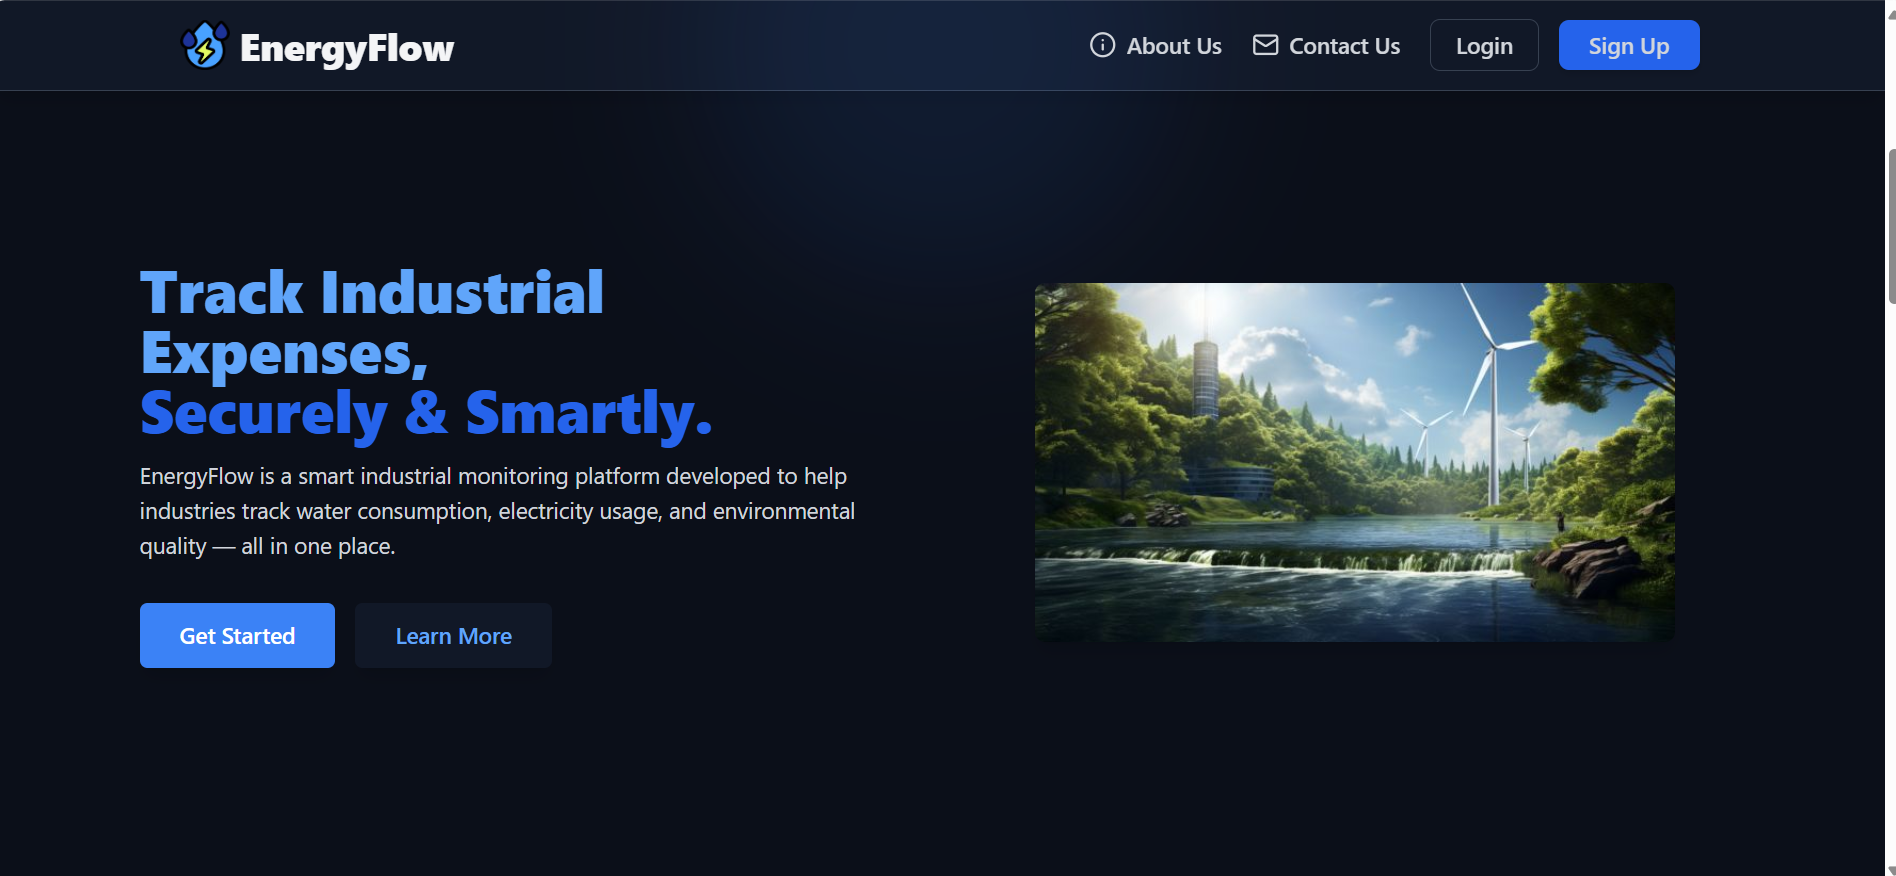 EnergyFlow
About Us
Contact Us
Login
Sign Up
Track Industrial
Expenses,
Securely & Smartly.
EnergyFlow is a smart industrial monitoring platform developed to help
industries track water consumption, electricity usage, and environmental
quality — all in one place.
Get Started
Learn More